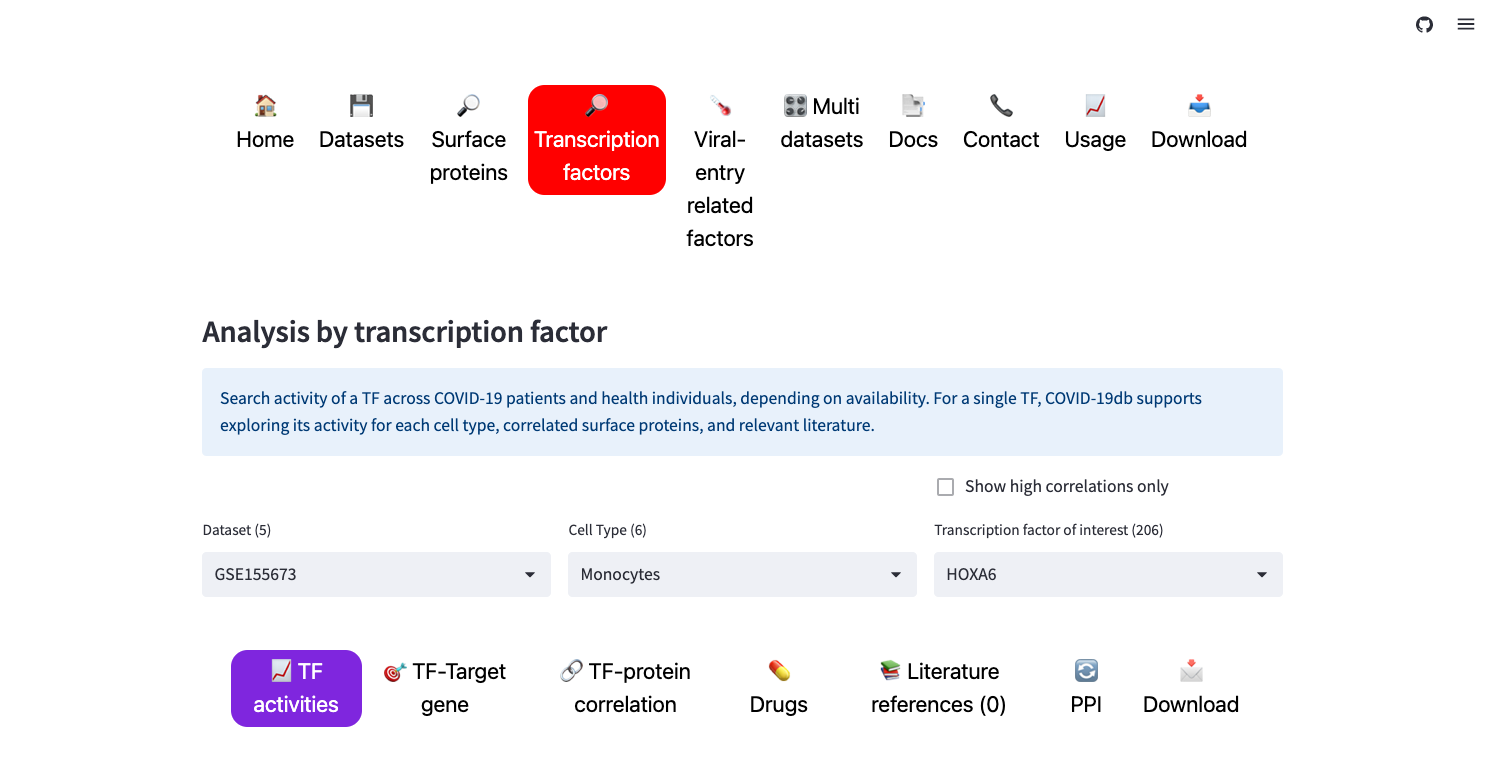 Home
Datasets
Surface
proteins
Transcription
factors
Viral-
entry
related
factors
Multi
datasets
Docs
Contact
Usage
Download
Analysis by transcription factor
Search activity of a TF across COVID-19 patients and health individuals, depending on availability. For a single TF, COVID-19db supports
exploring its activity for each cell type, correlated surface proteins, and relevant literature.
Show high correlations only
Dataset (5)
Cell Type (6)
Transcription factor of interest (206)
GSE155673
Monocytes
HOXA6
TF
activities
TF-Target
gene
TF-protein
correlation
Drugs
Literature
references (0)
PPI
Download